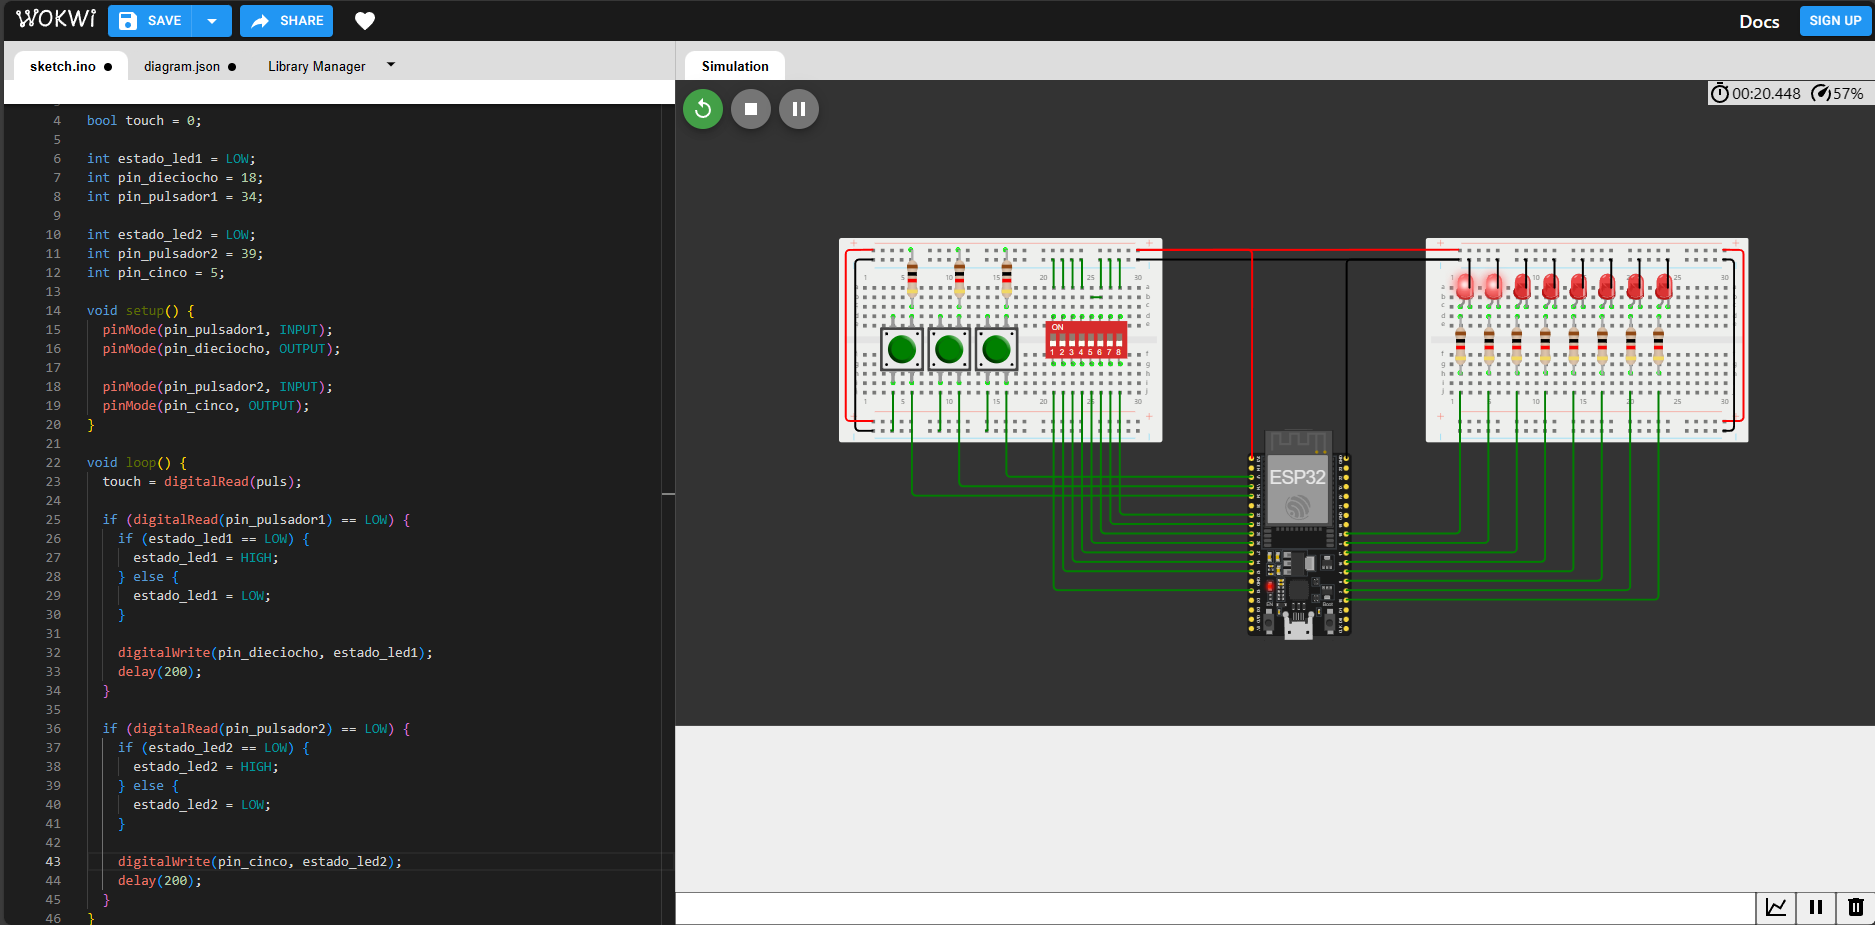 WOKWi
SAVE
SHARE
Docs
SIGN UP
sketch.ino ●
diagram.json ●
Library Manager
Simulation
00:20.448
57%
4 bool touch = 0;
5
6 int estado_led1 = LOW;
7 int pin_dieciocho = 18;
8 int pin_pulsador1 = 34;
9
10 int estado_led2 = LOW;
11 int pin_pulsador2 = 39;
12 int pin_cinco = 5;
13
14 void setup() {
15 pinMode(pin_pulsador1, INPUT);
16 pinMode(pin_dieciocho, OUTPUT);
17
18 pinMode(pin_pulsador2, INPUT);
19 pinMode(pin_cinco, OUTPUT);
20 }
21
22 void loop() {
23 touch = digitalRead(puls);
24
25 if (digitalRead(pin_pulsador1) == LOW) {
26 if (estado_led1 == LOW) {
27 estado_led1 = HIGH;
28 } else {
29 estado_led1 = LOW;
30 }
31
32 digitalWrite(pin_dieciocho, estado_led1);
33 delay(200);
34 }
35
36 if (digitalRead(pin_pulsador2) == LOW) {
37 if (estado_led2 == LOW) {
38 estado_led2 = HIGH;
39 } else {
40 estado_led2 = LOW;
41 }
42
43 digitalWrite(pin_cinco, estado_led2);
44 delay(200);
45 }
46 }
ON
1 2 3 4 5 6 7 8
ESP32